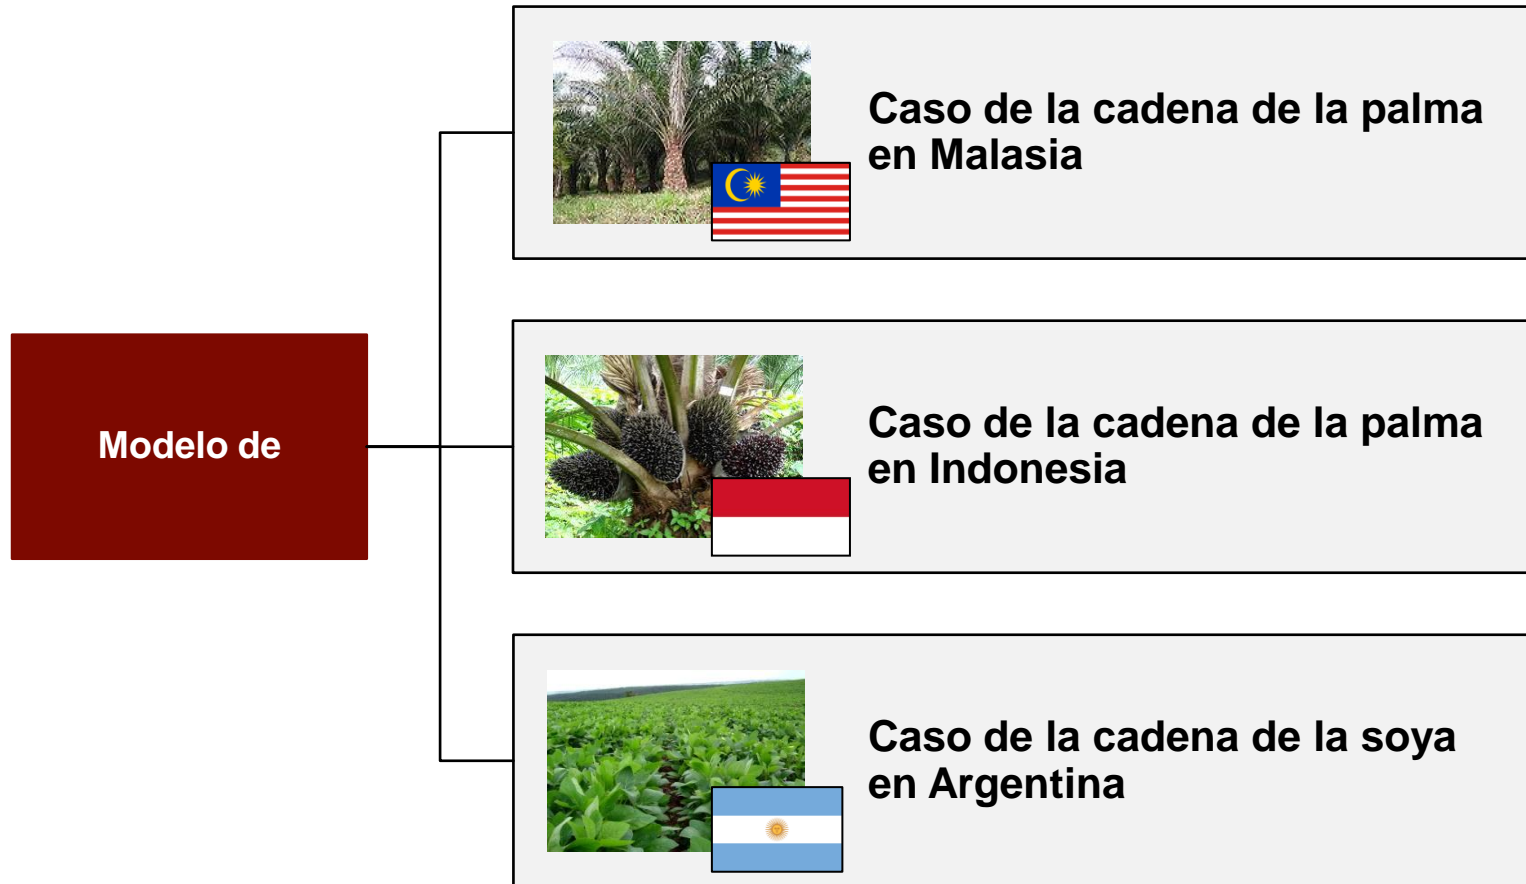 Caso de la cadena de la palma
en Malasia
Modelo de
Caso de la cadena de la palma
en Indonesia
Caso de la cadena de la soya
en Argentina